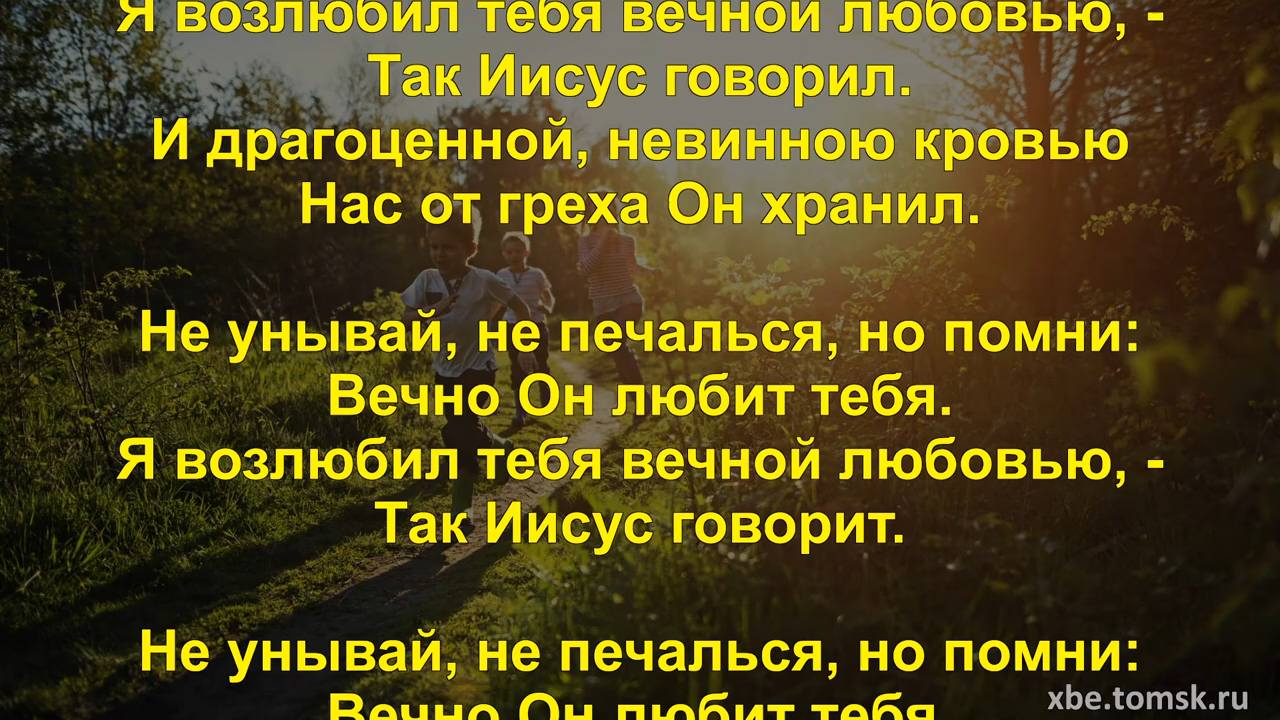 Я возлюбил тебя вечной любовью, -
Так Иисус говорил.
И драгоценной, невинною кровью
Нас от греха Он хранил.
Не унывай, не печалься, но помни:
Вечно Он любит тебя.
Я возлюбил тебя вечной любовью, -
Так Иисус говорит.
Не унывай, не печалься, но помни:
Вечно Он любит тебя.
xbe.tomsk.ru